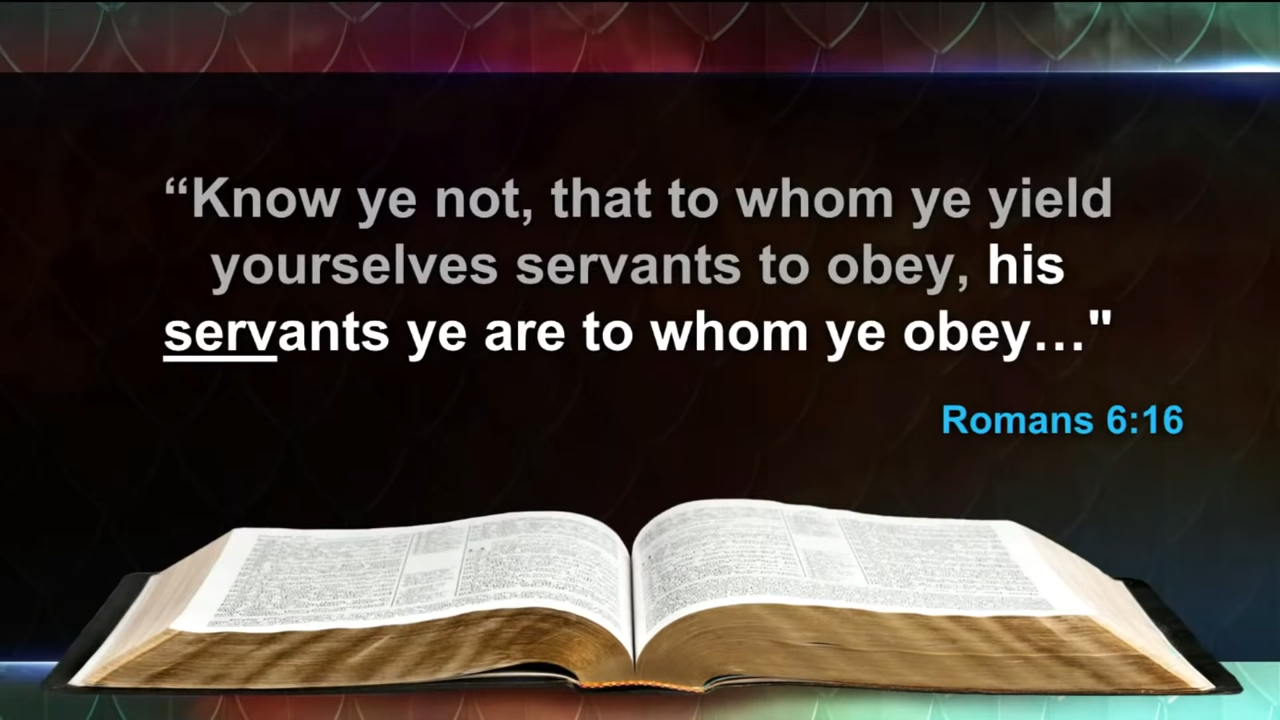 “Know ye not, that to whom ye yield
yourselves servants to obey, his
servants ye are to whom ye obey…"
Romans 6:16